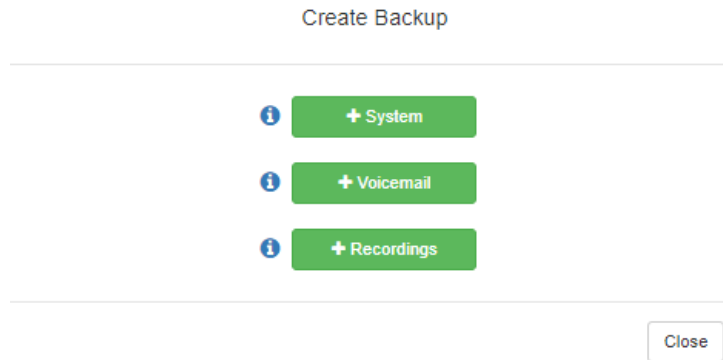 Create Backup
+ System
+ Voicemail
+ Recordings
Close